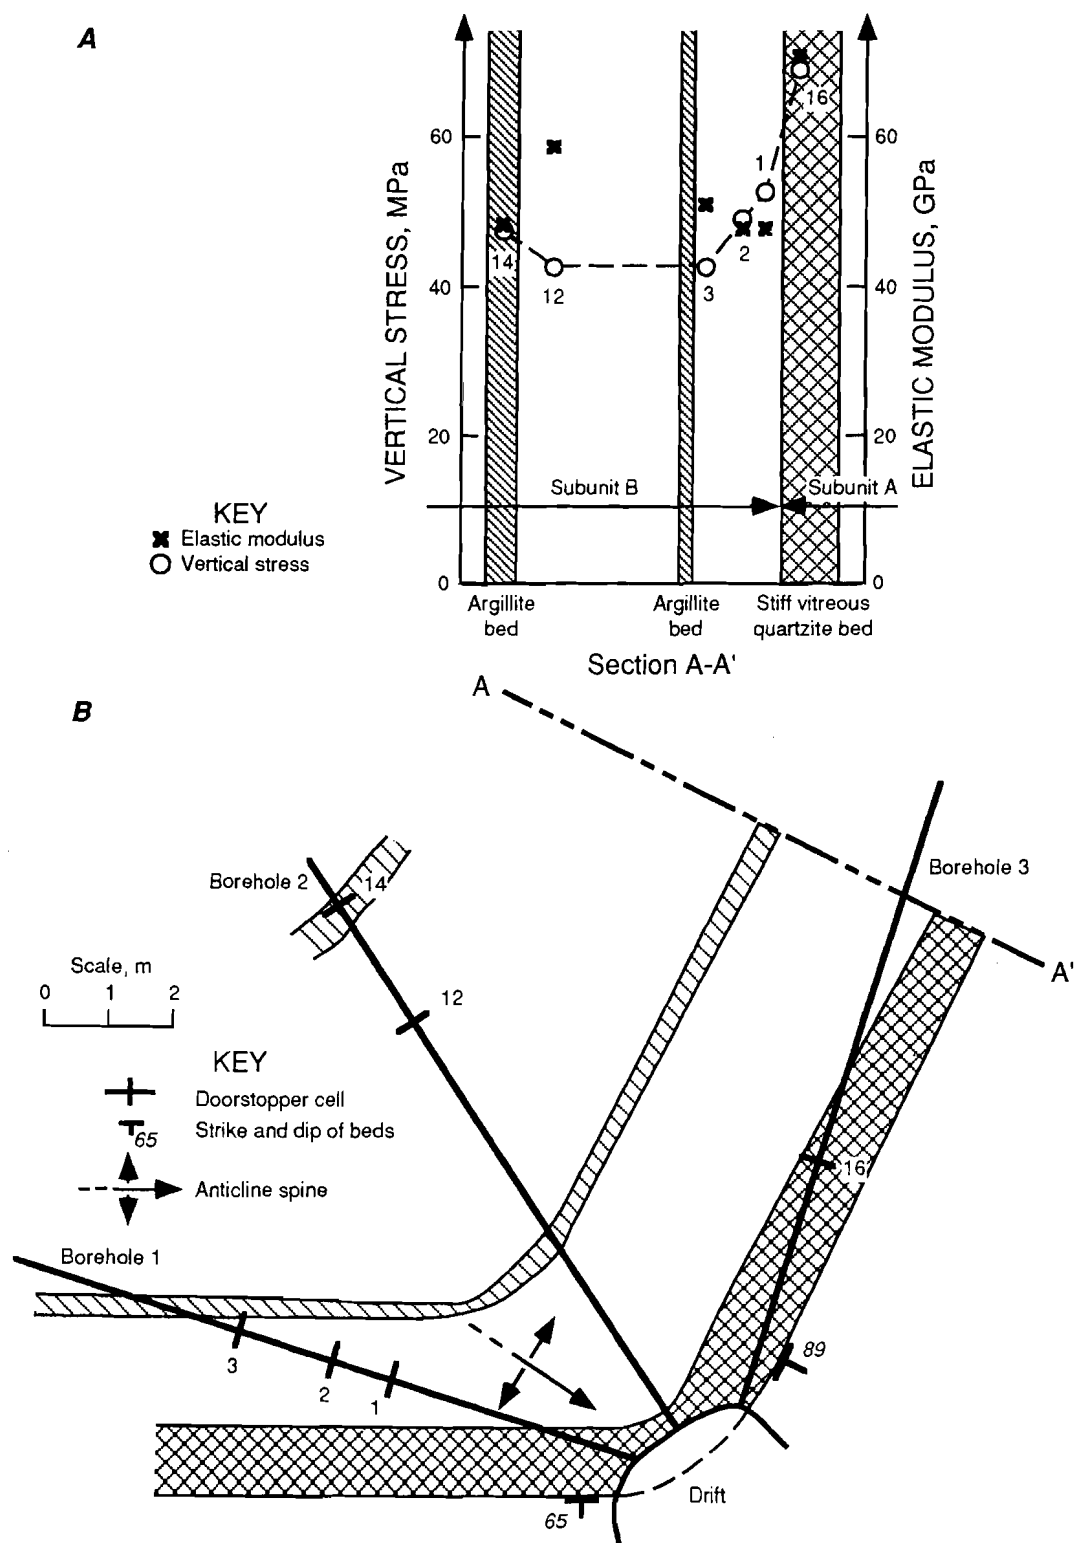 A
VERTICAL STRESS, MPa
60
40
20
0
ELASTIC MODULUS, GPa
60
40
20
0
14
12
3
2
1
16
Subunit B
Subunit A
KEY
Elastic modulus
Vertical stress
Argillite
bed
Argillite
bed
Stiff vitreous
quartzite bed
Section A-A'
B
A
A'
Borehole 3
Borehole 2
14
12
Scale, m
0 1 2
KEY
Doorstopper cell
65 Strike and dip of beds
Anticline spine
Borehole 1
16
3
2
1
89
65
Drift